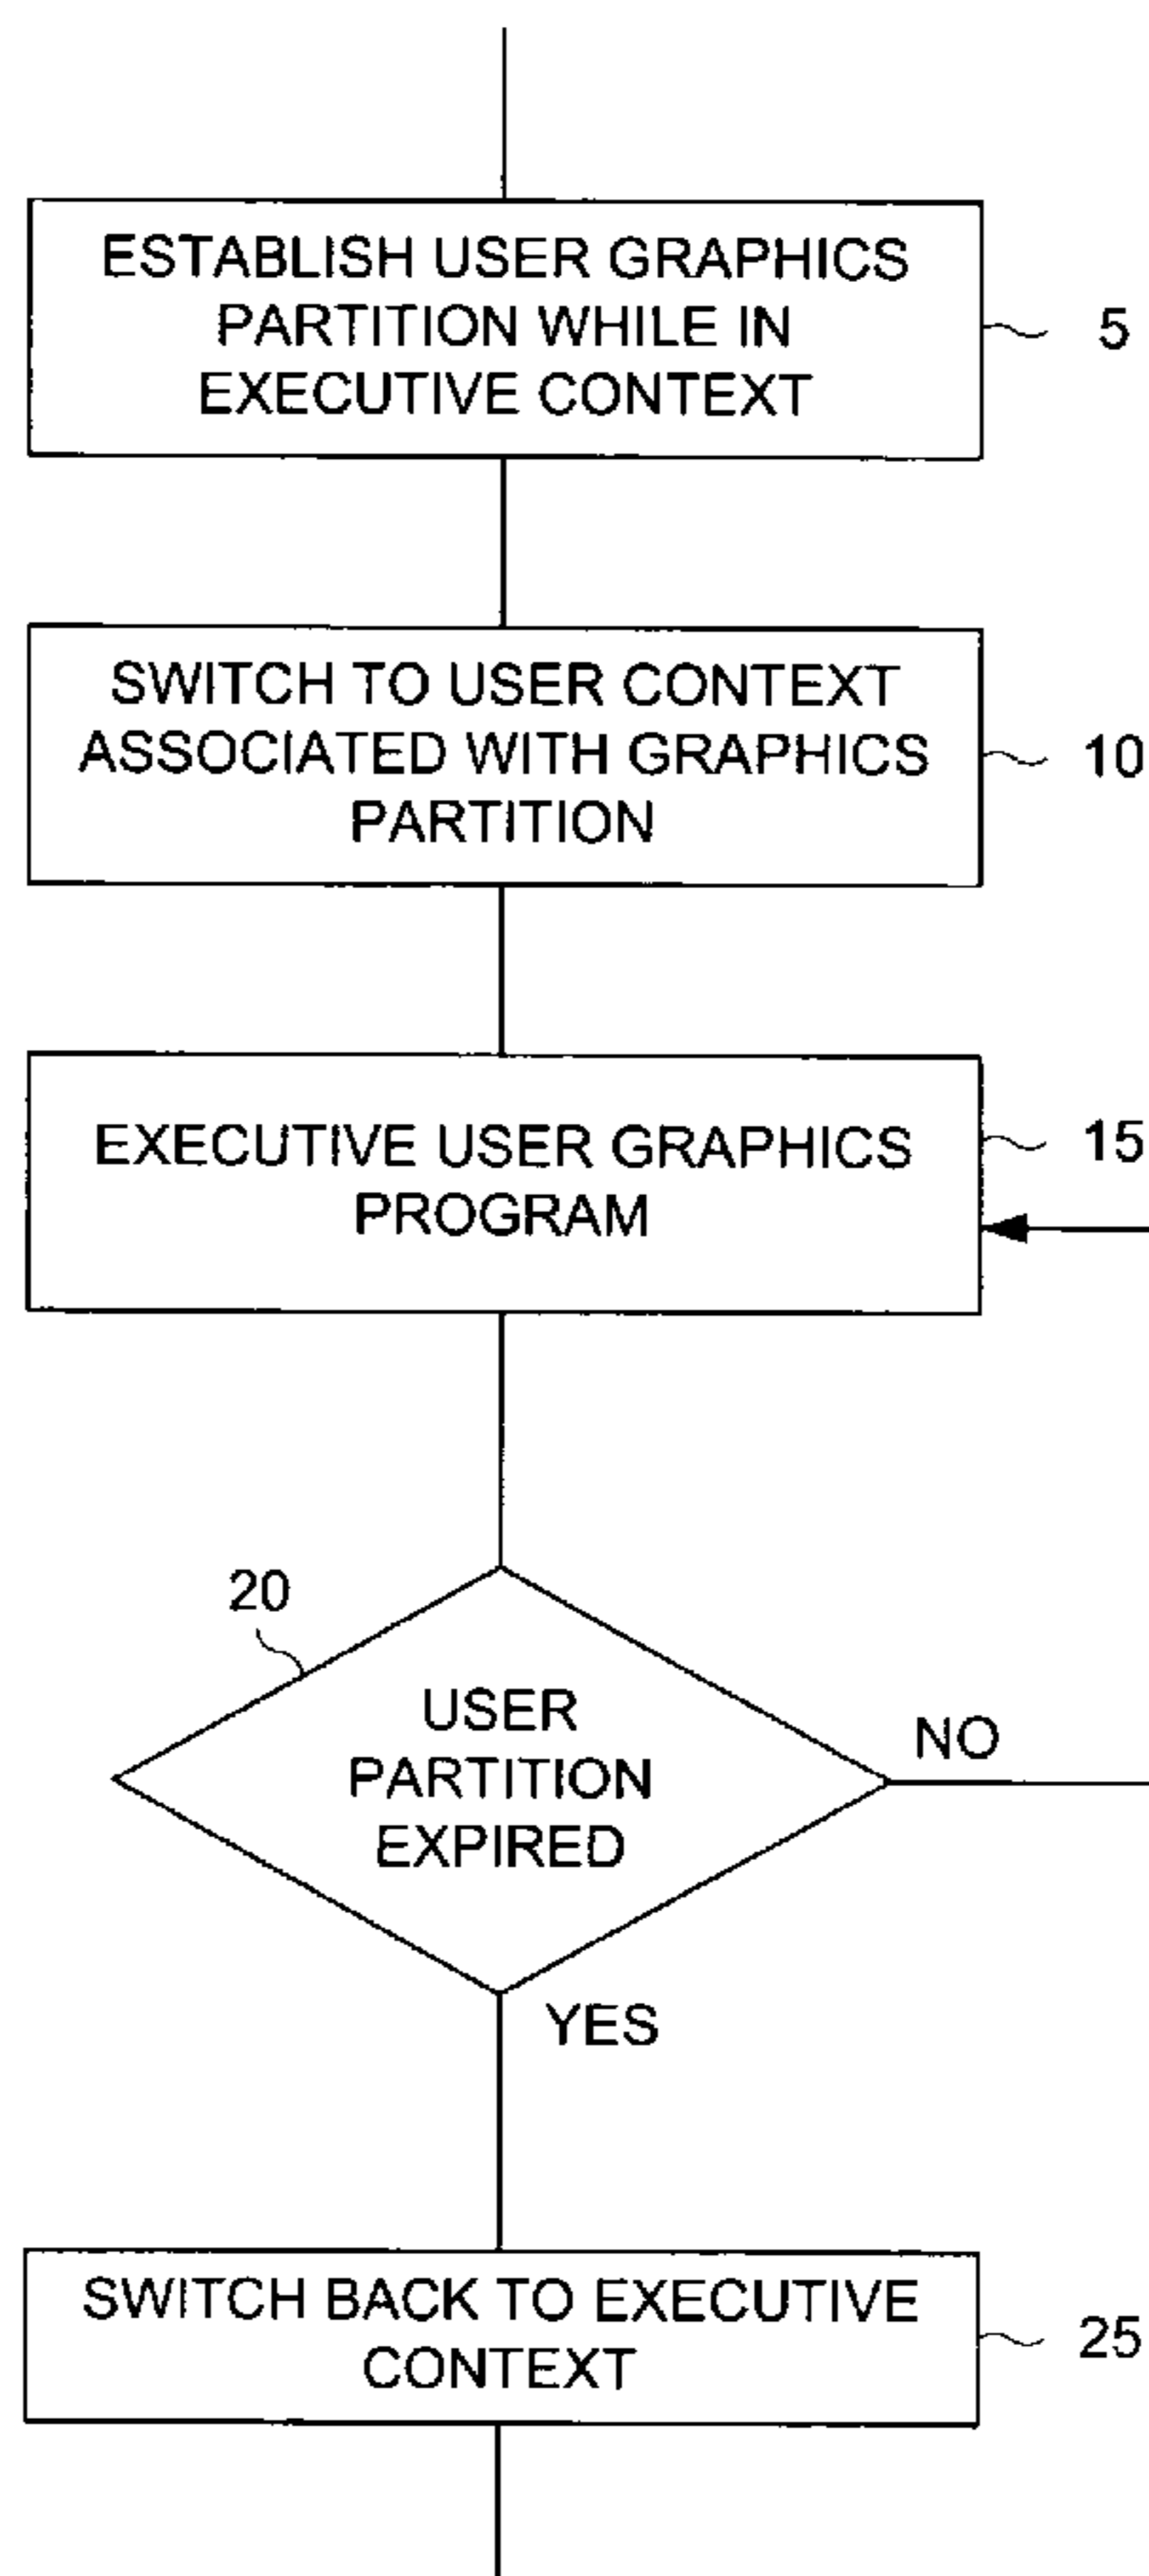 ESTABLISH USER GRAPHICS
PARTITION WHILE IN
EXECUTIVE CONTEXT
5
SWITCH TO USER CONTEXT
ASSOCIATED WITH GRAPHICS
PARTITION
10
EXECUTIVE USER GRAPHICS
PROGRAM
15
20
USER
PARTITION
EXPIRED
NO
YES
SWITCH BACK TO EXECUTIVE
CONTEXT
25